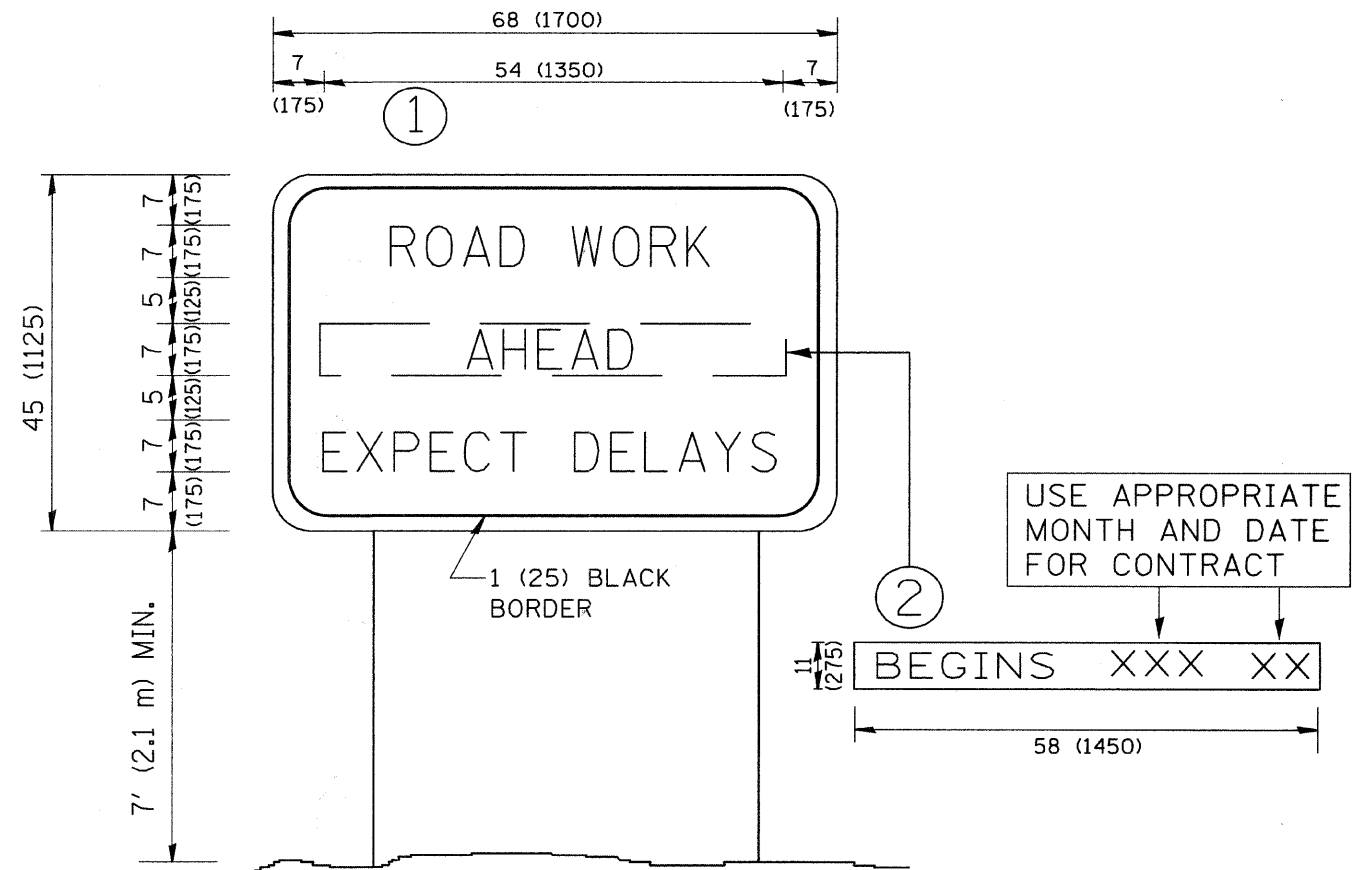 68 (1700)
7
54 (1350)
7
(175)
(175)
1
45 (1125)
7 (175)
7 (175)
5 (125)
7 (175)
5 (125)
7 (175)
7 (175)
ROAD WORK
AHEAD
EXPECT DELAYS
1 (25) BLACK
BORDER
7' (2.1 m) MIN.
2
USE APPROPRIATE
MONTH AND DATE
FOR CONTRACT
11
(275)
BEGINS XXX XX
58 (1450)